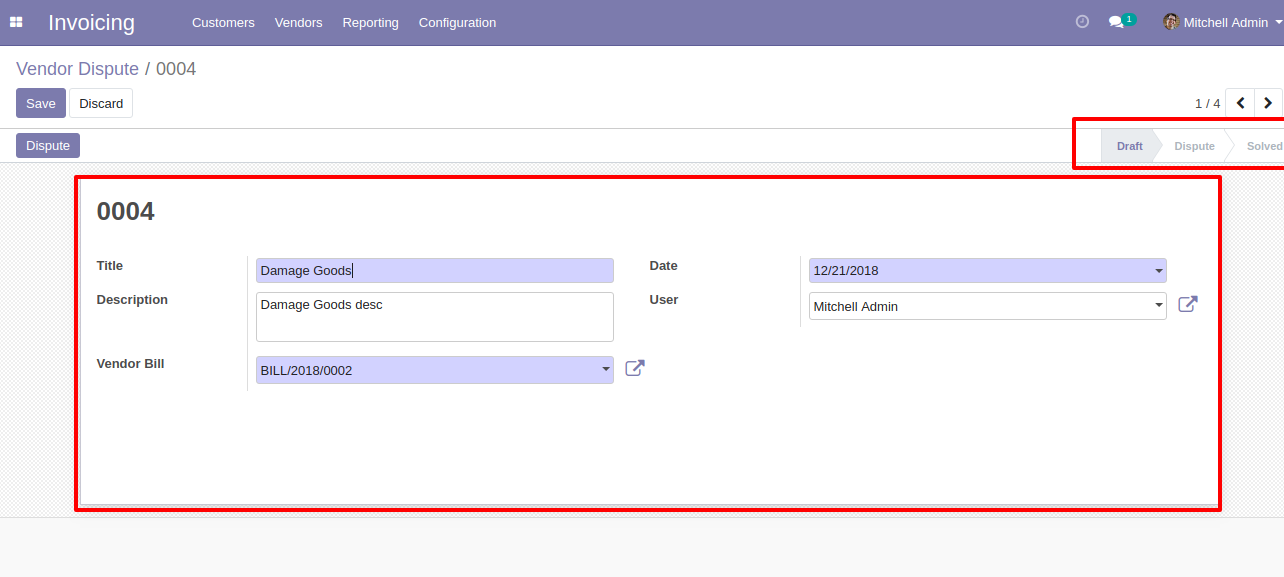 Invoicing Customers Vendors Reporting Configuration 1 Mitchell Admin
Vendor Dispute / 0004
Save Discard 1 / 4
Dispute Draft Dispute Solved
0004
Title Damage Goods Date 12/21/2018
Description Damage Goods desc User Mitchell Admin
Vendor Bill BILL/2018/0002